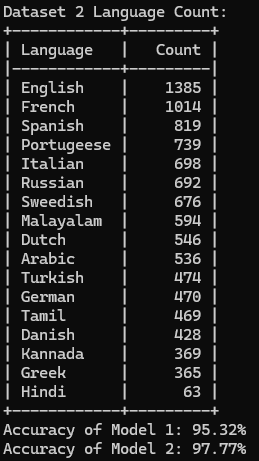 Dataset 2 Language Count:
+------------+---------+
| Language   |   Count |
|------------+---------|
| English    |    1385 |
| French     |    1014 |
| Spanish    |     819 |
| Portugeese |     739 |
| Italian    |     698 |
| Russian    |     692 |
| Sweedish   |     676 |
| Malayalam  |     594 |
| Dutch      |     546 |
| Arabic     |     536 |
| Turkish    |     474 |
| German     |     470 |
| Tamil      |     469 |
| Danish     |     428 |
| Kannada    |     369 |
| Greek      |     365 |
| Hindi      |      63 |
+------------+---------+
Accuracy of Model 1: 95.32%
Accuracy of Model 2: 97.77%